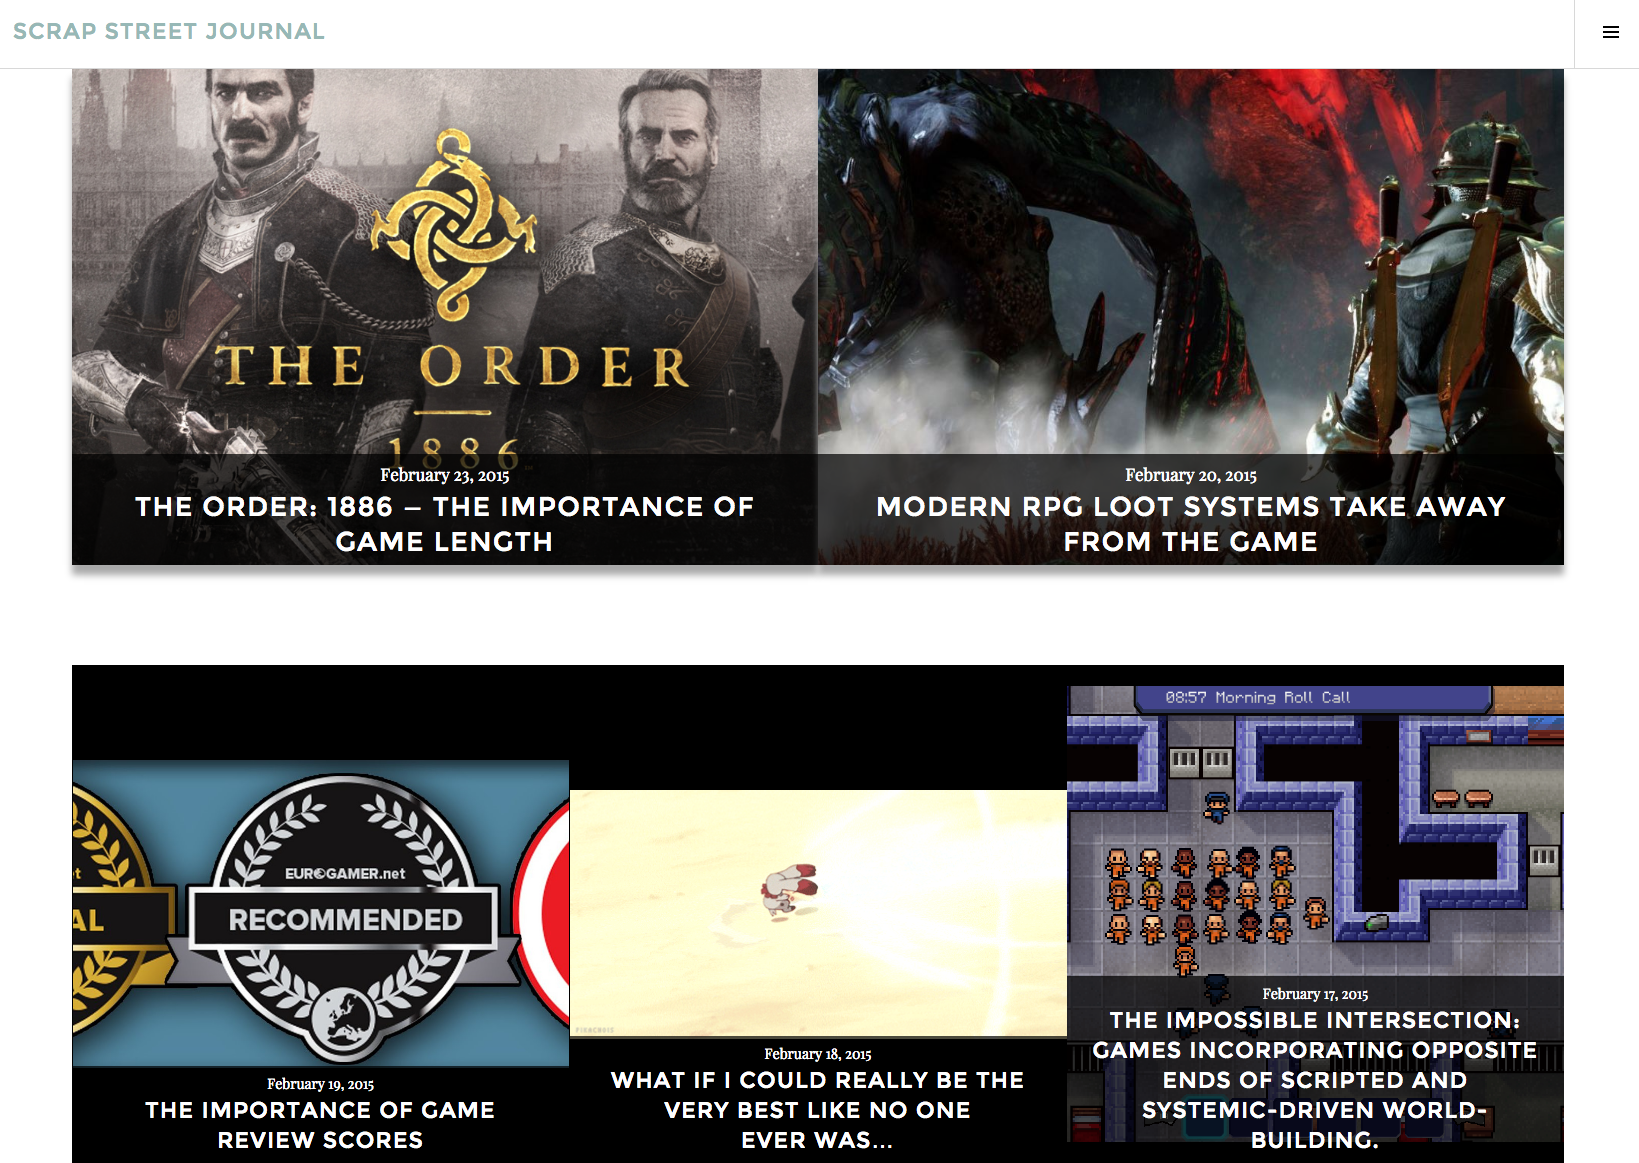 SCRAP STREET JOURNAL
THE ORDER
1886
February 23, 2015
THE ORDER: 1886 – THE IMPORTANCE OF
GAME LENGTH
February 20, 2015
MODERN RPG LOOT SYSTEMS TAKE AWAY
FROM THE GAME
AL
EUROGAMER.net
RECOMMENDED
February 19, 2015
THE IMPORTANCE OF GAME
REVIEW SCORES
February 18, 2015
WHAT IF I COULD REALLY BE THE
VERY BEST LIKE NO ONE
EVER WAS...
08:57 Morning Roll Call
February 17, 2015
THE IMPOSSIBLE INTERSECTION:
GAMES INCORPORATING OPPOSITE
ENDS OF SCRIPTED AND
SYSTEMIC-DRIVEN WORLD-
BUILDING.